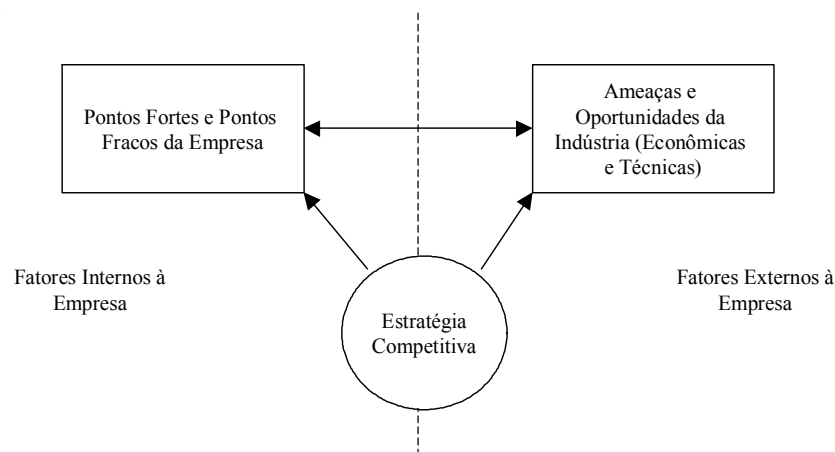 Pontos Fortes e Pontos
Fracos da Empresa
Ameaças e
Oportunidades da
Indústria (Econômicas
e Técnicas)
Fatores Internos à
Empresa
Fatores Externos à
Empresa
Estratégia
Competitiva